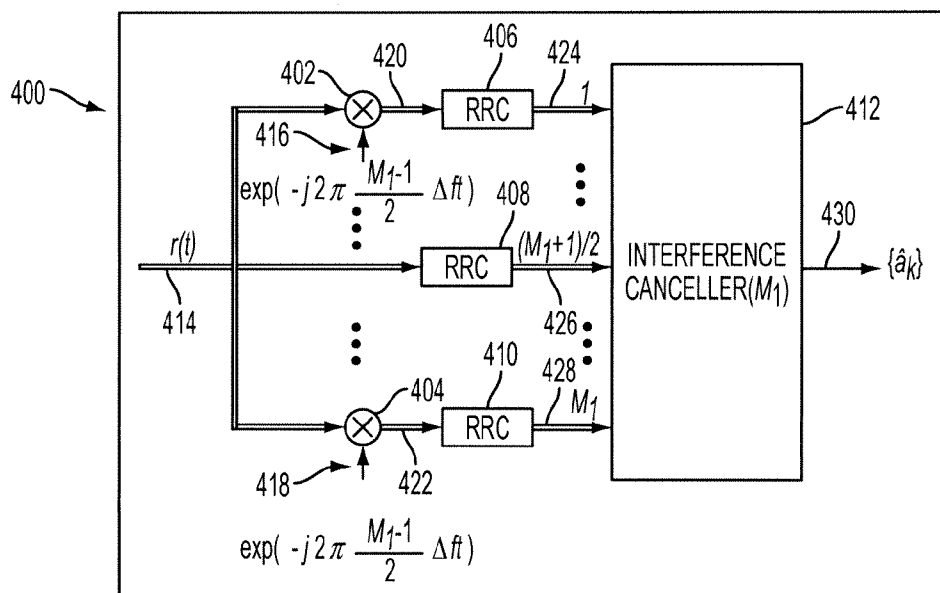 400
402
420
406
424
RRC
1
412
416
exp( -j2π (M₁-1)/2 Δft)
408
r(t)
(M₁+1)/2
RRC
INTERFERENCE
CANCELLER(M₁)
430
{âₖ}
414
426
404
410
428
M₁
RRC
418
422
exp( -j2π (M₁-1)/2 Δft)